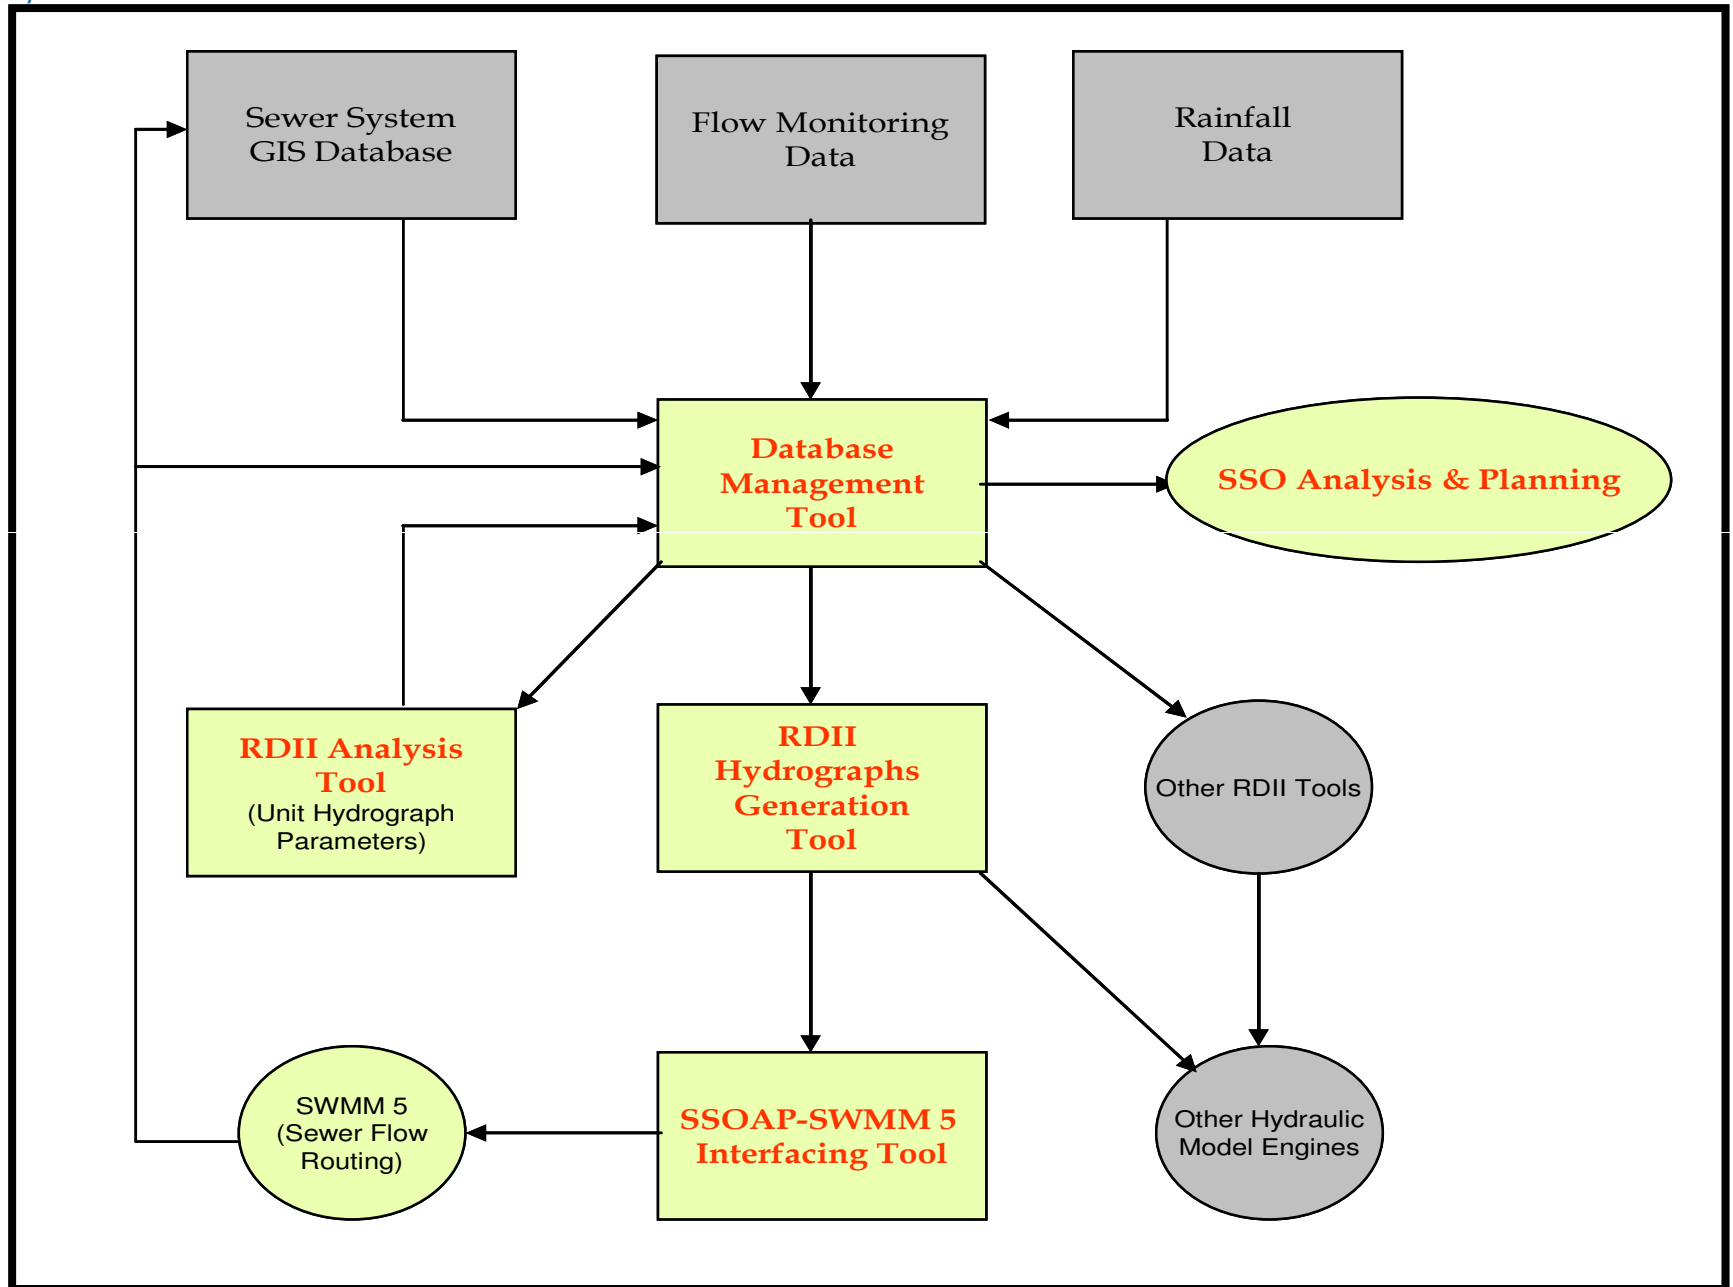 Sewer System
GIS Database
Flow Monitoring
Data
Rainfall
Data
Database
Management
Tool
SSO Analysis & Planning
RDII Analysis
Tool
(Unit Hydrograph
Parameters)
RDII
Hydrographs
Generation
Tool
Other RDII Tools
SWMM 5
(Sewer Flow
Routing)
SSOAP-SWMM 5
Interfacing Tool
Other Hydraulic
Model Engines